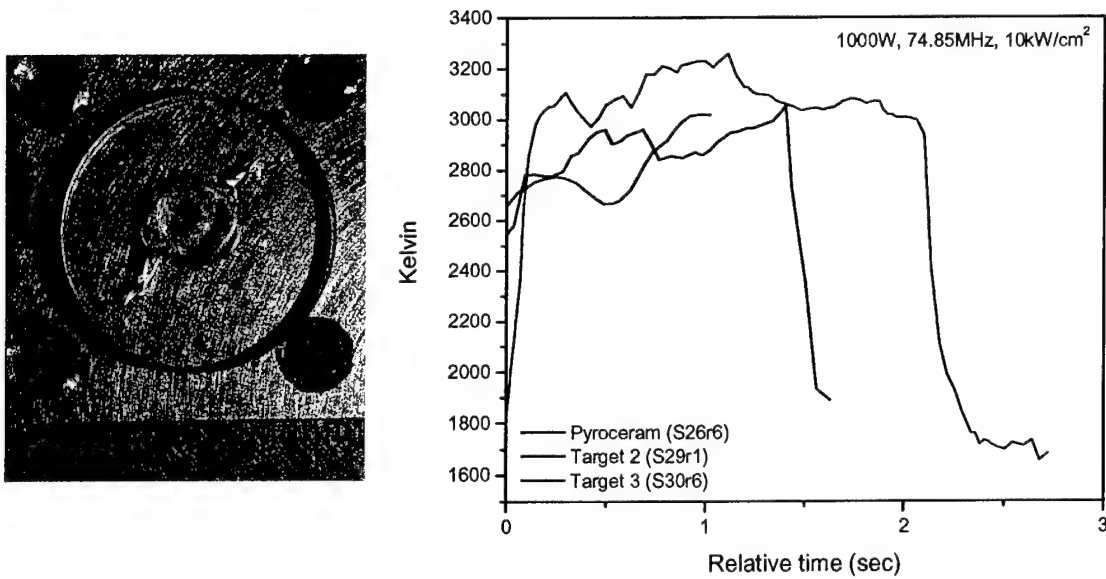 1000W, 74.85MHz, 10kW/cm²
Kelvin
3400
3200
3000
2800
2600
2400
2200
2000
1800
1600
Pyroceram (S26r6)
Target 2 (S29r1)
Target 3 (S30r6)
0
1
2
3
Relative time (sec)